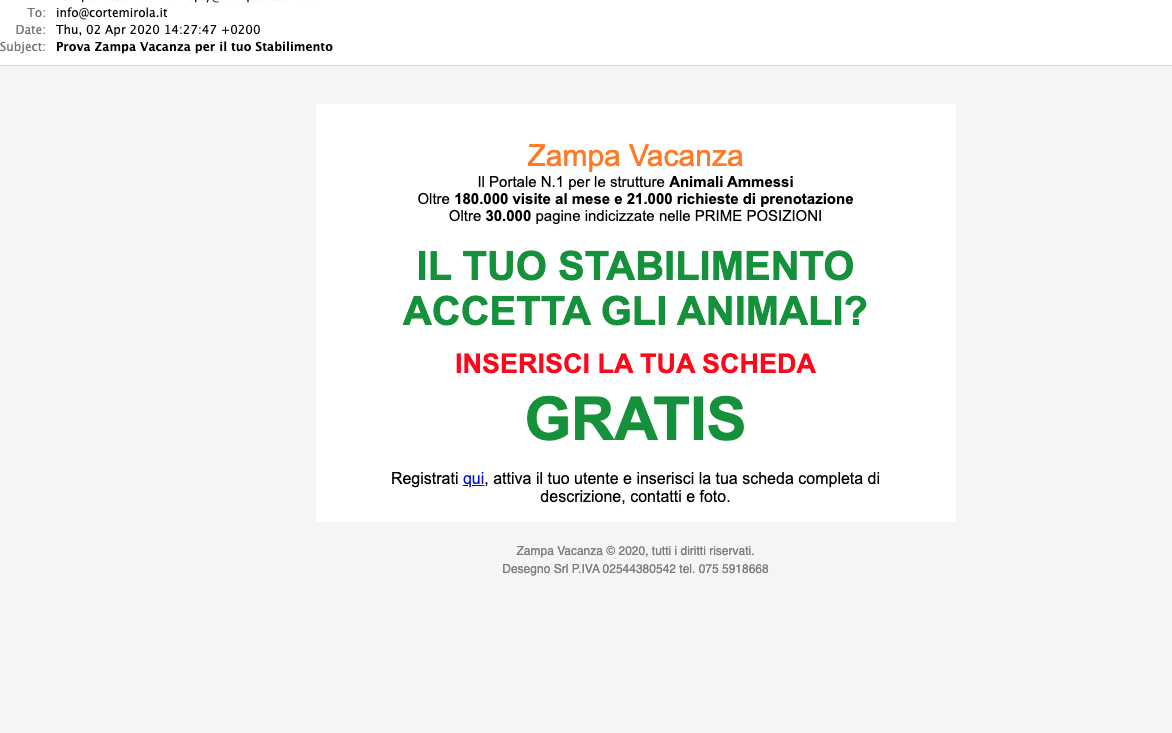 To: info@cortemirola.it
Date: Thu, 02 Apr 2020 14:27:47 +0200
Subject: Prova Zampa Vacanza per il tuo Stabilimento
Zampa Vacanza
Il Portale N.1 per le strutture Animali Ammessi
Oltre 180.000 visite al mese e 21.000 richieste di prenotazione
Oltre 30.000 pagine indicizzate nelle PRIME POSIZIONI
IL TUO STABILIMENTO
ACCETTA GLI ANIMALI?
INSERISCI LA TUA SCHEDA
GRATIS
Registrati qui, attiva il tuo utente e inserisci la tua scheda completa di
descrizione, contatti e foto.
Zampa Vacanza © 2020, tutti i diritti riservati.
Desegno Srl P.IVA 02544380542 tel. 075 5918668